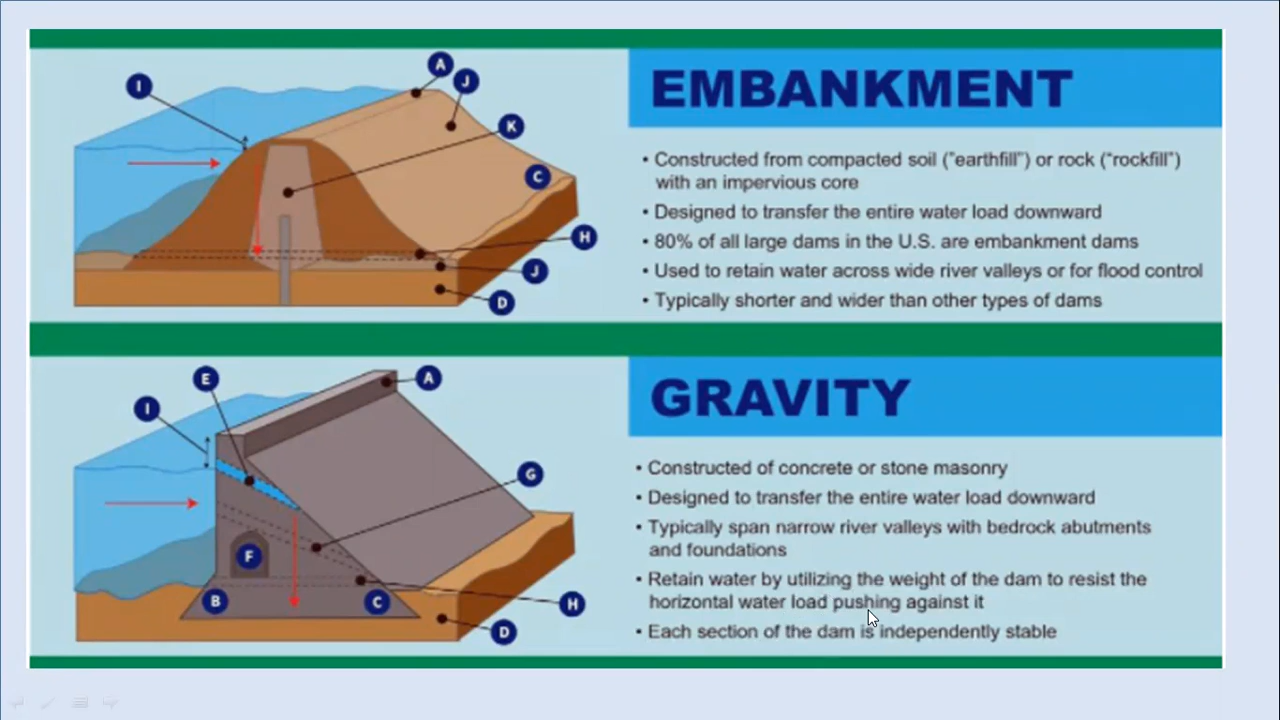 I
A
J
K
C
H
J
D
EMBANKMENT
• Constructed from compacted soil ("earthfill") or rock ("rockfill")
with an impervious core
• Designed to transfer the entire water load downward
• 80% of all large dams in the U.S. are embankment dams
• Used to retain water across wide river valleys or for flood control
• Typically shorter and wider than other types of dams
E
A
I
G
F
B
C
H
D
GRAVITY
• Constructed of concrete or stone masonry
• Designed to transfer the entire water load downward
• Typically span narrow river valleys with bedrock abutments
and foundations
• Retain water by utilizing the weight of the dam to resist the
horizontal water load pushing against it
• Each section of the dam is independently stable